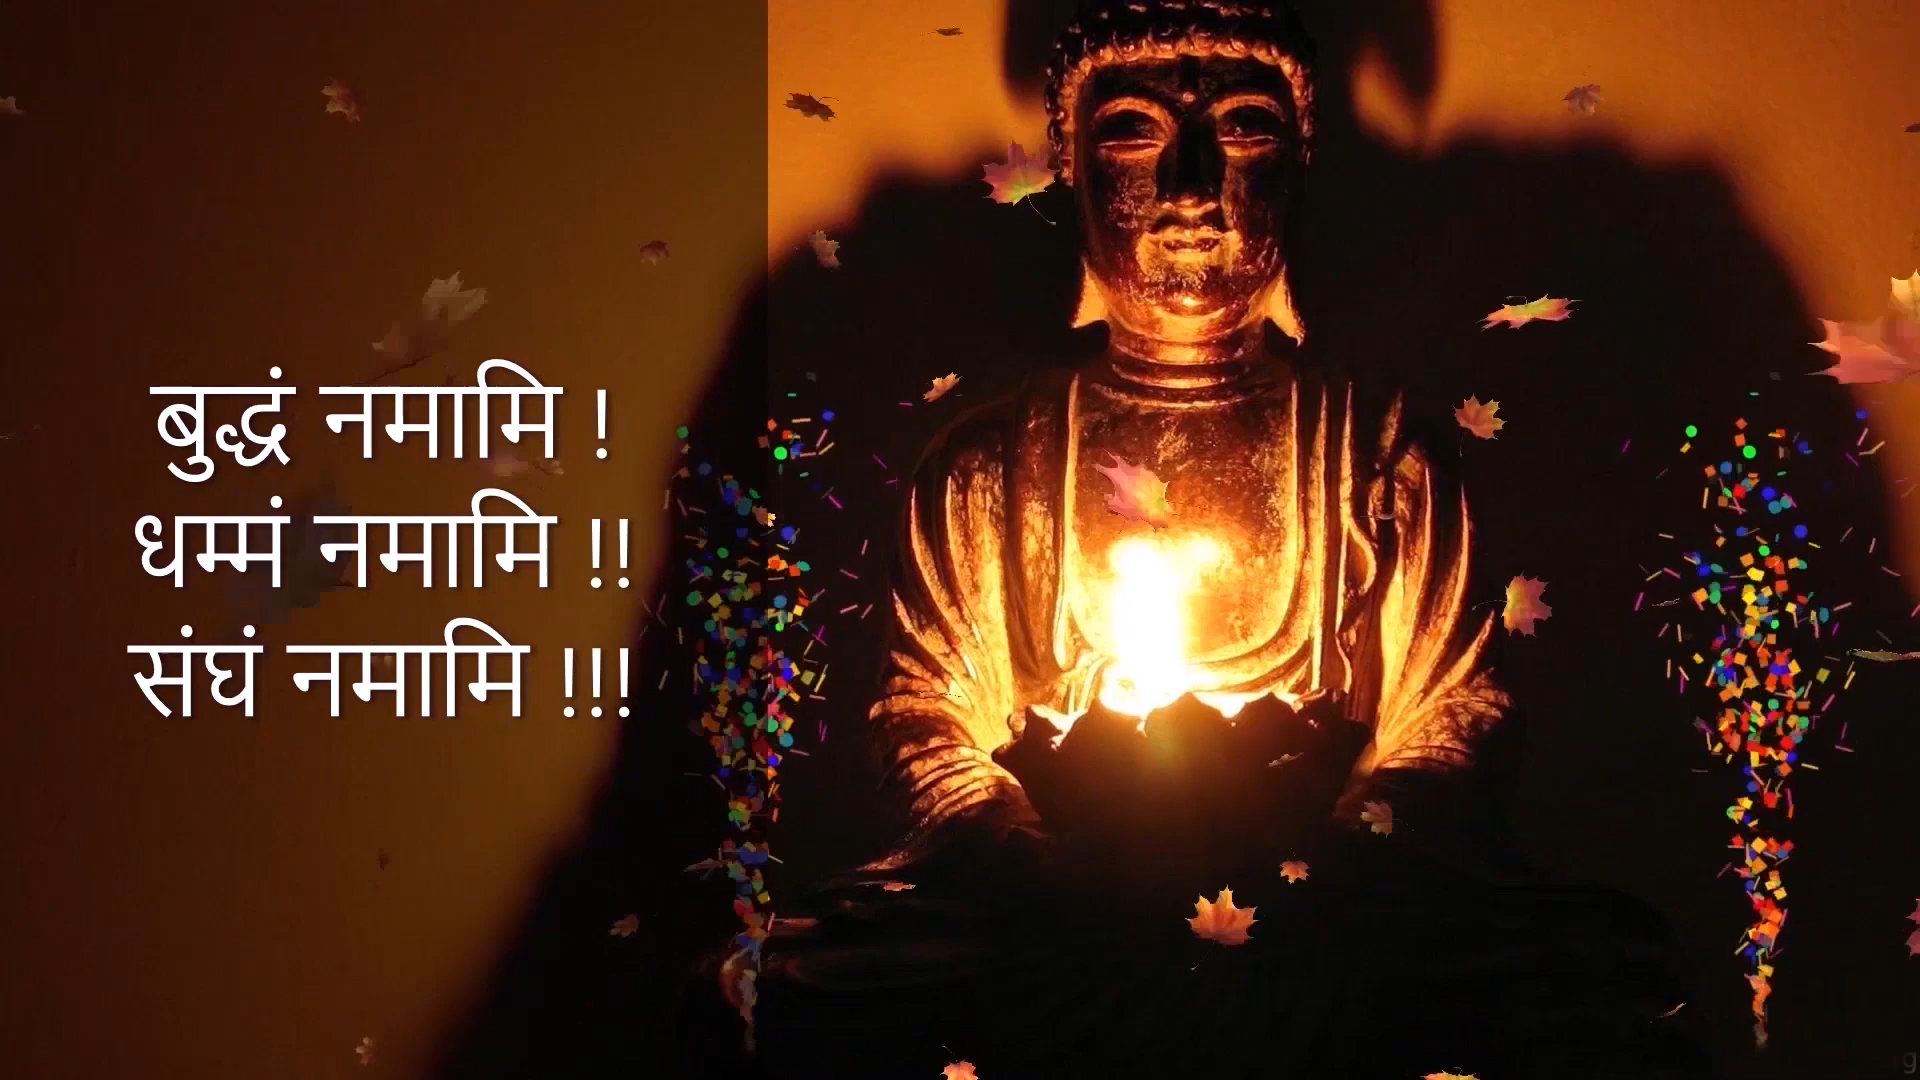 बुद्धं नमामि !
धम्मं नमामि !!
संघं नमामि !!!
g